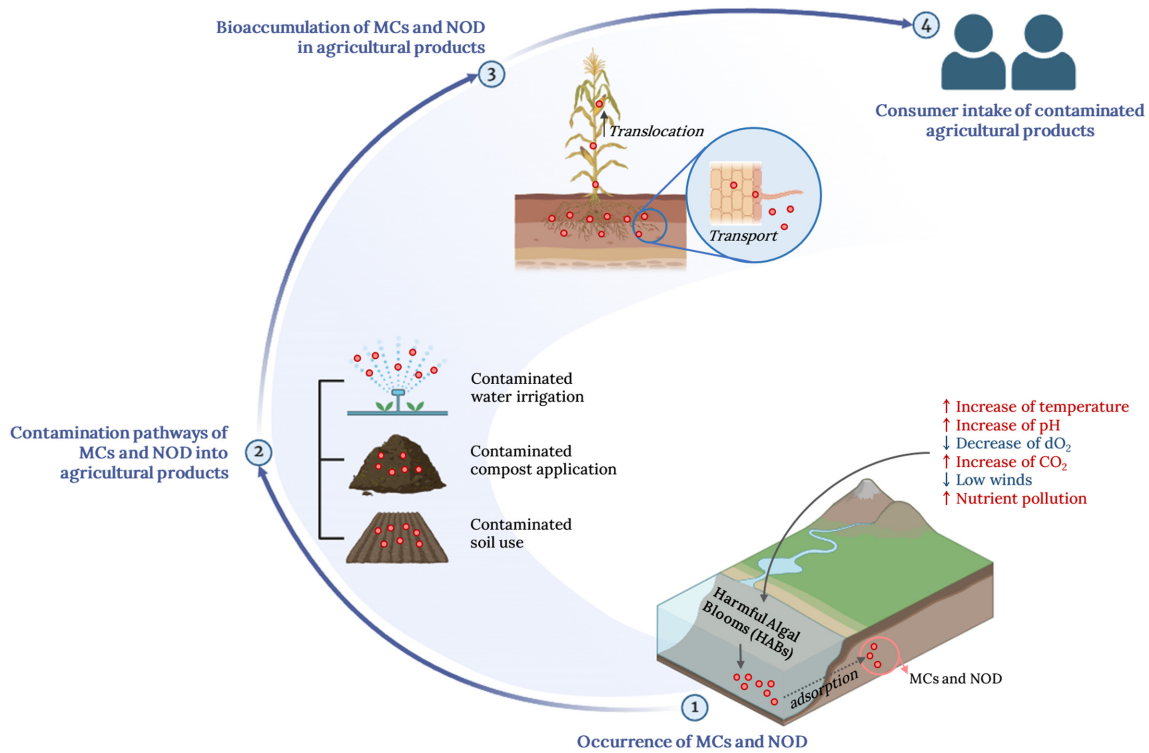 Bioaccumulation of MCs and NOD
in agricultural products
3
4
Consumer intake of contaminated
agricultural products
Translocation
Transport
Contamination pathways of
MCs and NOD into
agricultural products
2
Contaminated
water irrigation
Contaminated
compost application
Contaminated
soil use
↑ Increase of temperature
↑ Increase of pH
↓ Decrease of dO₂
↑ Increase of CO₂
↓ Low winds
↑ Nutrient pollution
Harmful Algal
Blooms (HABs)
adsorption
MCs and NOD
1
Occurrence of MCs and NOD